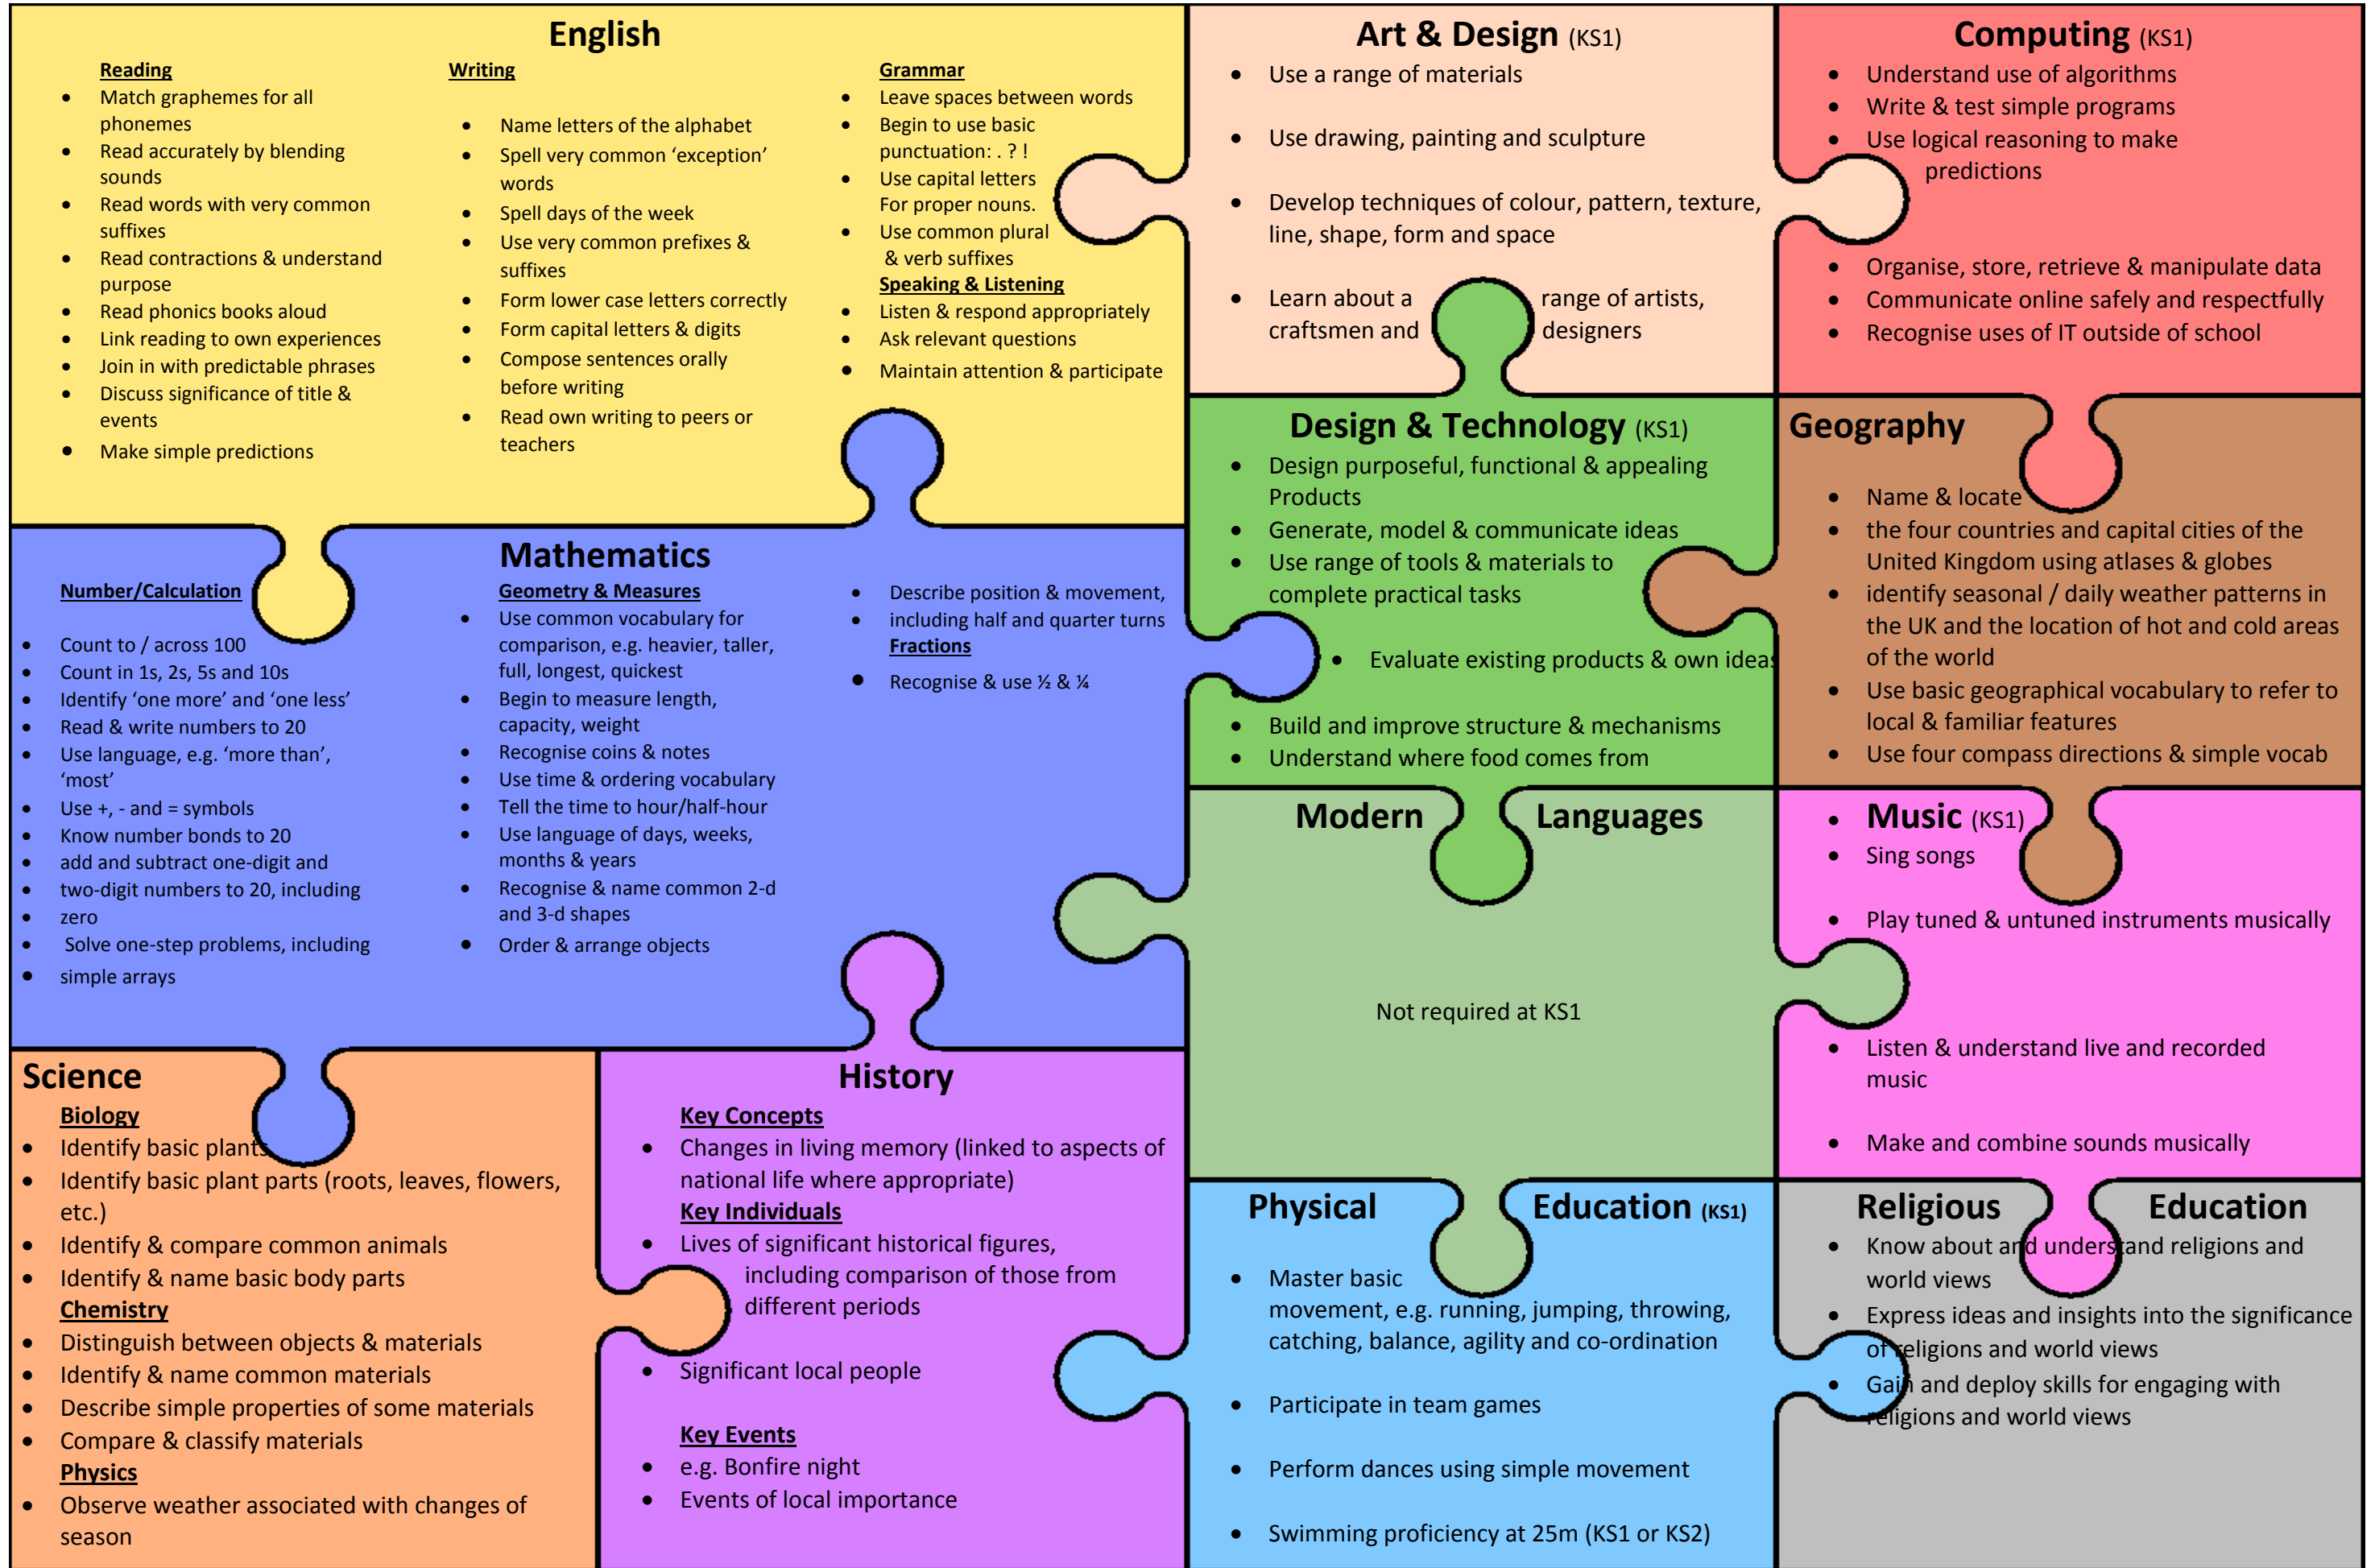 English
Reading
• Match graphemes for all
phonemes
• Read accurately by blending
sounds
• Read words with very common
suffixes
• Read contractions & understand
purpose
• Read phonics books aloud
• Link reading to own experiences
• Join in with predictable phrases
• Discuss significance of title &
events
• Make simple predictions
Writing
• Name letters of the alphabet
• Spell very common ‘exception’
words
• Spell days of the week
• Use very common prefixes &
suffixes
• Form lower case letters correctly
• Form capital letters & digits
• Compose sentences orally
before writing
• Read own writing to peers or
teachers
Grammar
• Leave spaces between words
• Begin to use basic
punctuation: . ? !
• Use capital letters
For proper nouns.
• Use common plural
& verb suffixes
Speaking & Listening
• Listen & respond appropriately
• Ask relevant questions
• Maintain attention & participate
Art & Design (KS1)
• Use a range of materials
• Use drawing, painting and sculpture
• Develop techniques of colour, pattern, texture,
line, shape, form and space
• Learn about a range of artists,
craftsmen and designers
Computing (KS1)
• Understand use of algorithms
• Write & test simple programs
• Use logical reasoning to make
predictions
• Organise, store, retrieve & manipulate data
• Communicate online safely and respectfully
• Recognise uses of IT outside of school
Mathematics
Number/Calculation
• Count to / across 100
• Count in 1s, 2s, 5s and 10s
• Identify ‘one more’ and ‘one less’
• Read & write numbers to 20
• Use language, e.g. ‘more than’,
‘most’
• Use +, - and = symbols
• Know number bonds to 20
• add and subtract one-digit and
• two-digit numbers to 20, including
• zero
• Solve one-step problems, including
• simple arrays
Geometry & Measures
• Use common vocabulary for
comparison, e.g. heavier, taller,
full, longest, quickest
• Begin to measure length,
capacity, weight
• Recognise coins & notes
• Use time & ordering vocabulary
• Tell the time to hour/half-hour
• Use language of days, weeks,
months & years
• Recognise & name common 2-d
and 3-d shapes
• Order & arrange objects
• Describe position & movement,
• including half and quarter turns
Fractions
• Recognise & use ½ & ¼
Design & Technology (KS1)
• Design purposeful, functional & appealing
Products
• Generate, model & communicate ideas
• Use range of tools & materials to
complete practical tasks
• Evaluate existing products & own ideas
• Build and improve structure & mechanisms
• Understand where food comes from
Geography
• Name & locate
• the four countries and capital cities of the
United Kingdom using atlases & globes
• identify seasonal / daily weather patterns in
the UK and the location of hot and cold areas
of the world
• Use basic geographical vocabulary to refer to
local & familiar features
• Use four compass directions & simple vocab
Modern Languages
Not required at KS1
• Music (KS1)
• Sing songs
• Play tuned & untuned instruments musically
• Listen & understand live and recorded
music
• Make and combine sounds musically
Science
Biology
• Identify basic plants
• Identify basic plant parts (roots, leaves, flowers,
etc.)
• Identify & compare common animals
• Identify & name basic body parts
Chemistry
• Distinguish between objects & materials
• Identify & name common materials
• Describe simple properties of some materials
• Compare & classify materials
Physics
• Observe weather associated with changes of
season
History
Key Concepts
• Changes in living memory (linked to aspects of
national life where appropriate)
Key Individuals
• Lives of significant historical figures,
including comparison of those from
different periods
• Significant local people
Key Events
• e.g. Bonfire night
• Events of local importance
Physical Education (KS1)
• Master basic
movement, e.g. running, jumping, throwing,
catching, balance, agility and co-ordination
• Participate in team games
• Perform dances using simple movement
• Swimming proficiency at 25m (KS1 or KS2)
Religious Education
• Know about and understand religions and
world views
• Express ideas and insights into the significance
of religions and world views
• Gain and deploy skills for engaging with
religions and world views